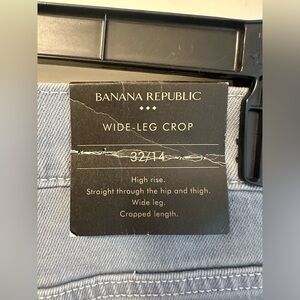 BANANA REPUBLIC
WIDE-LEG CROP
32/14
High rise.
Straight through the hip and thigh.
Wide leg.
Cropped length.